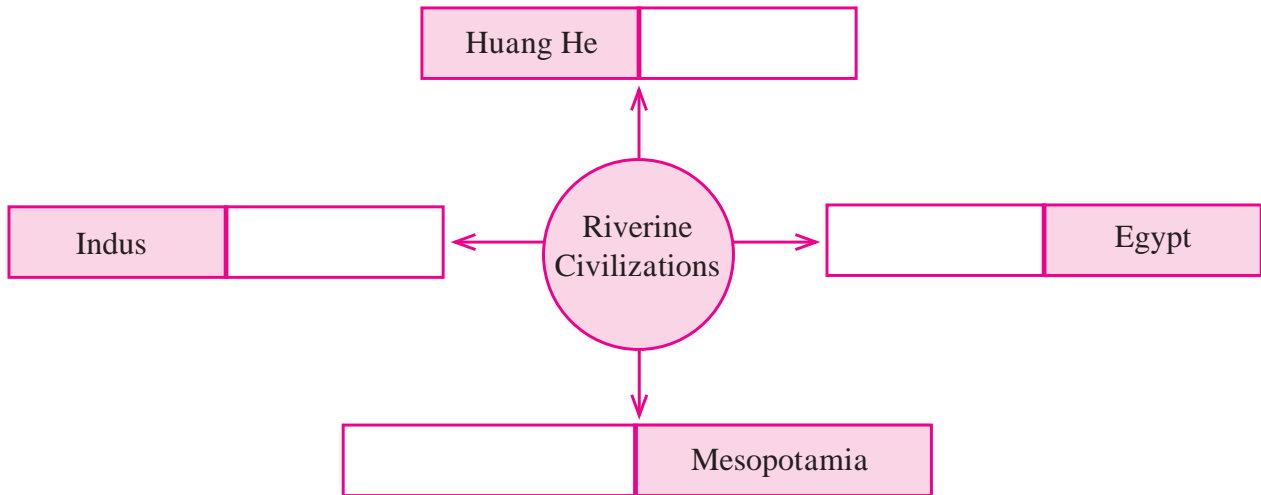 Huang He
Indus
Riverine
Civilizations
Egypt
Mesopotamia